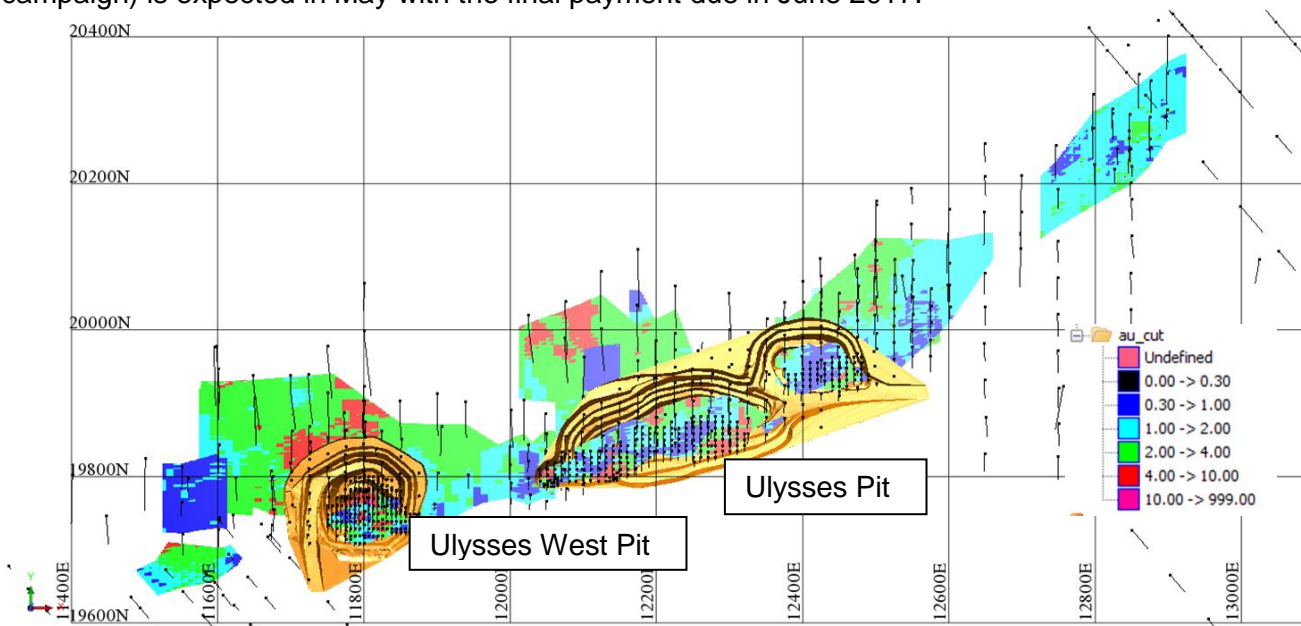 campaign) is expected in May with the final payment due in June 2017.
20400N
20200N
20000N
au_cut
Undefined
0.00 -> 0.30
0.30 -> 1.00
1.00 -> 2.00
2.00 -> 4.00
4.00 -> 10.00
10.00 -> 999.00
19800N
Ulysses Pit
Ulysses West Pit
19600N
11400E
11600E
11800E
12000E
12400E
12600E
12800E
13000E
Y
X